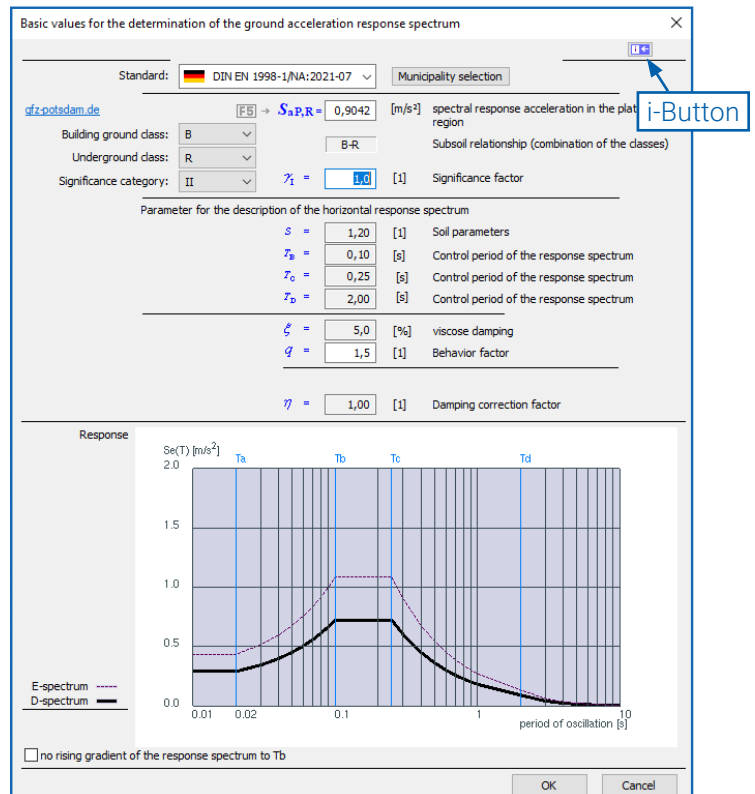 Basic values for the determination of the ground acceleration response spectrum
Standard: DIN EN 1998-1/NA:2021-07 Municipality selection
i-Button
gfz-potsdam.de F5 → SaP,R = 0,9042 [m/s²] spectral response acceleration in the plat
region
Building ground class: B B-R Subsoil relationship (combination of the classes)
Underground class: R
Significance category: II γI = 1,0 [1] Significance factor
Parameter for the description of the horizontal response spectrum
S = 1,20 [1] Soil parameters
TB = 0,10 [s] Control period of the response spectrum
TC = 0,25 [s] Control period of the response spectrum
TD = 2,00 [s] Control period of the response spectrum
ξ = 5,0 [%] viscose damping
q = 1,5 [1] Behavior factor
η = 1,00 [1] Damping correction factor
Response
Se(T) [m/s²]
Ta Tb Tc Td
2.0
1.5
1.0
0.5
0.0
0.01 0.02 0.1 1 10
period of oscillation [s]
E-spectrum
D-spectrum
no rising gradient of the response spectrum to Tb
OK Cancel